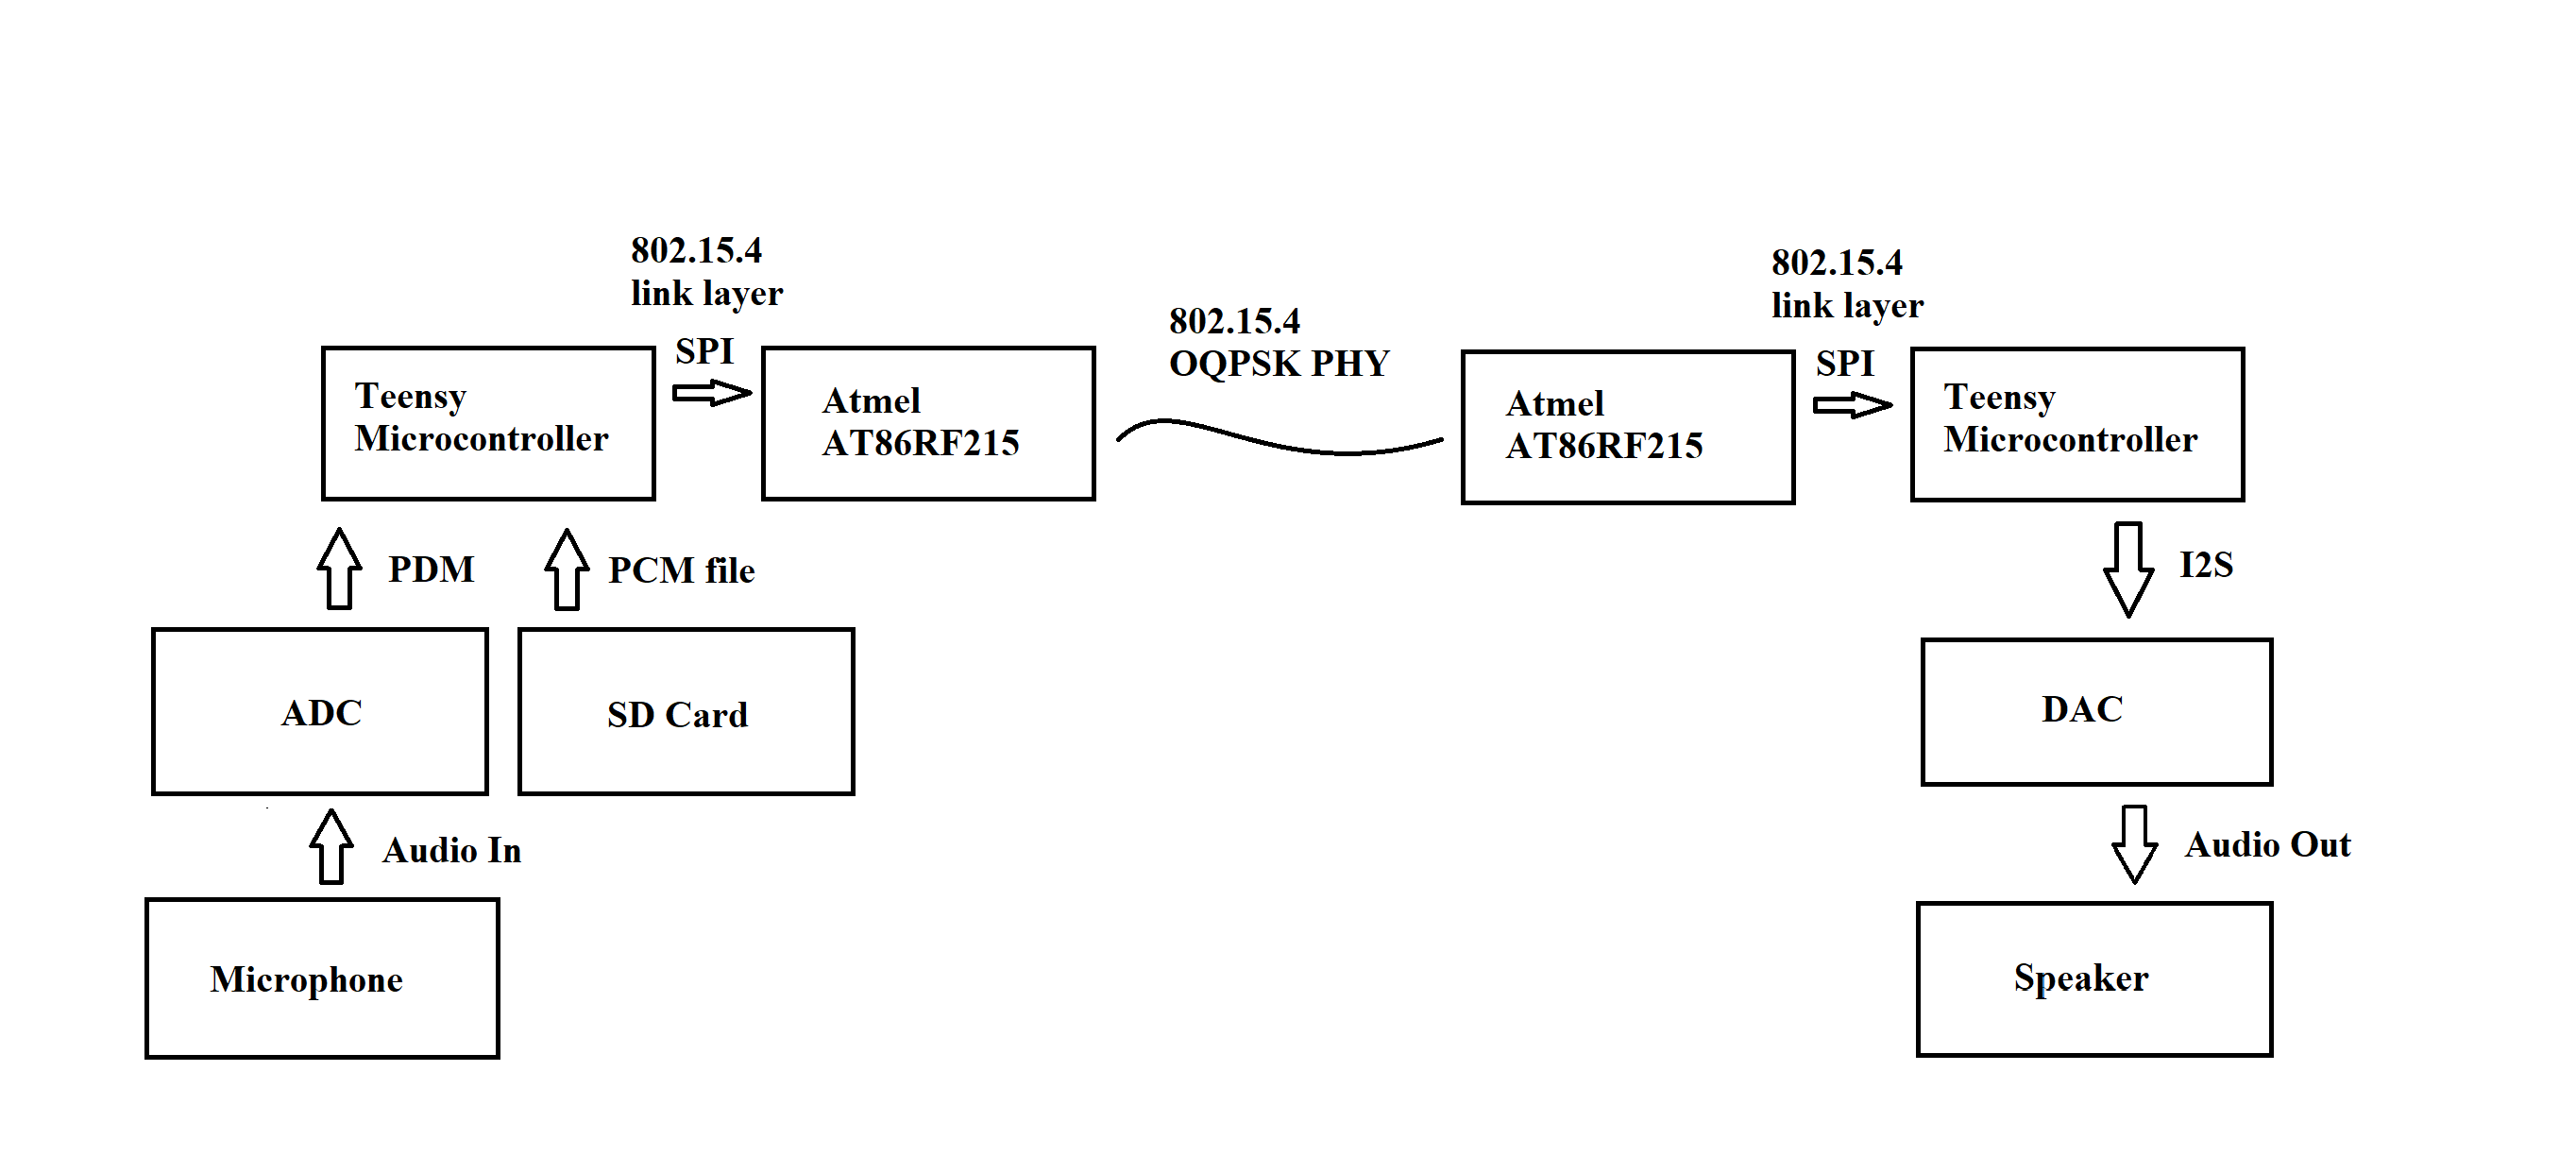 802.15.4
link layer
SPI
802.15.4
OQPSK PHY
802.15.4
link layer
SPI
Teensy
Microcontroller
Atmel
AT86RF215
Atmel
AT86RF215
Teensy
Microcontroller
PDM
PCM file
I2S
ADC
SD Card
DAC
Audio In
Audio Out
Microphone
Speaker